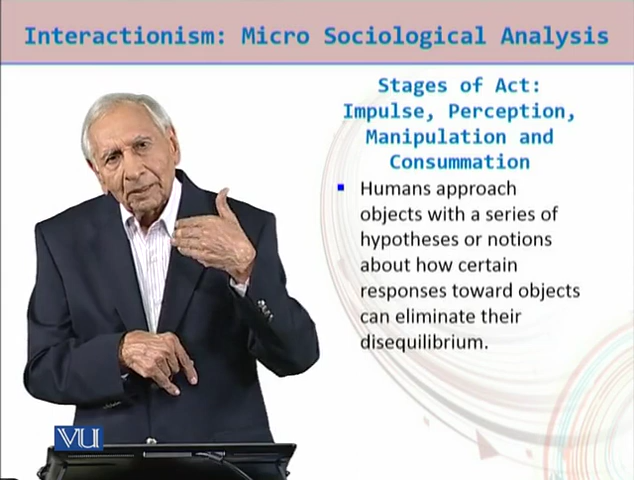 Interactionism: Micro Sociological Analysis
Stages of Act:
Impulse, Perception,
Manipulation and
Consummation
Humans approach
objects with a series of
hypotheses or notions
about how certain
responses toward objects
can eliminate their
disequilibrium.
VU